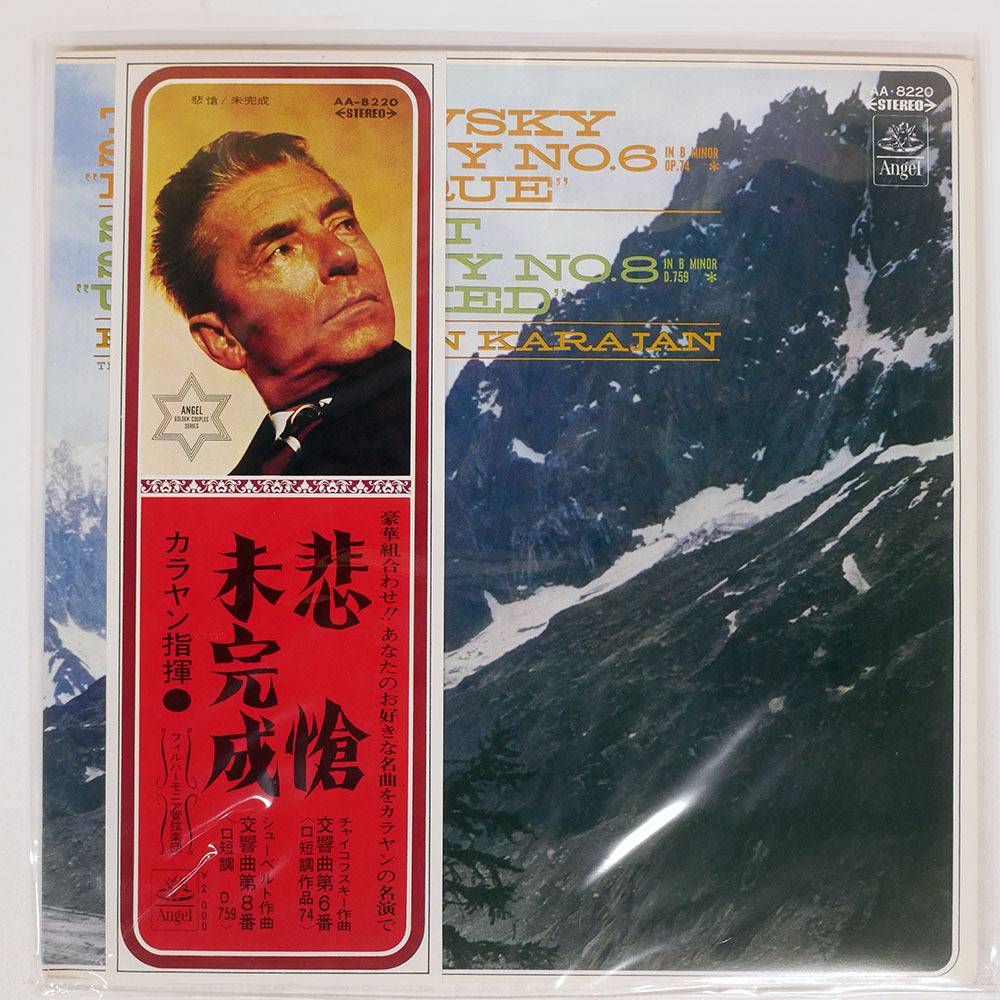 悲愴/未完成
AA-8220
STEREO
ANGEL
GOLDEN COUPLES
SERIES
豪華組合わせ!! あなたのお好きな名曲をカラヤンの名演で
悲愴
未完成
カラヤン指揮●
フィルハーモニア管弦楽団
チャイコフスキー作曲
交響曲第6番
〈ロ短調作品74〉
シューベルト作曲
交響曲第8番
〈ロ短調 D.759〉
¥2,000
Angel
VSKY
Y NO.6 IN B MINOR OP.74 *
QUE"
T
Y NO.8 IN B MINOR D.759 *
ED"
N KARAJAN
AA·8220
STEREO
Angel